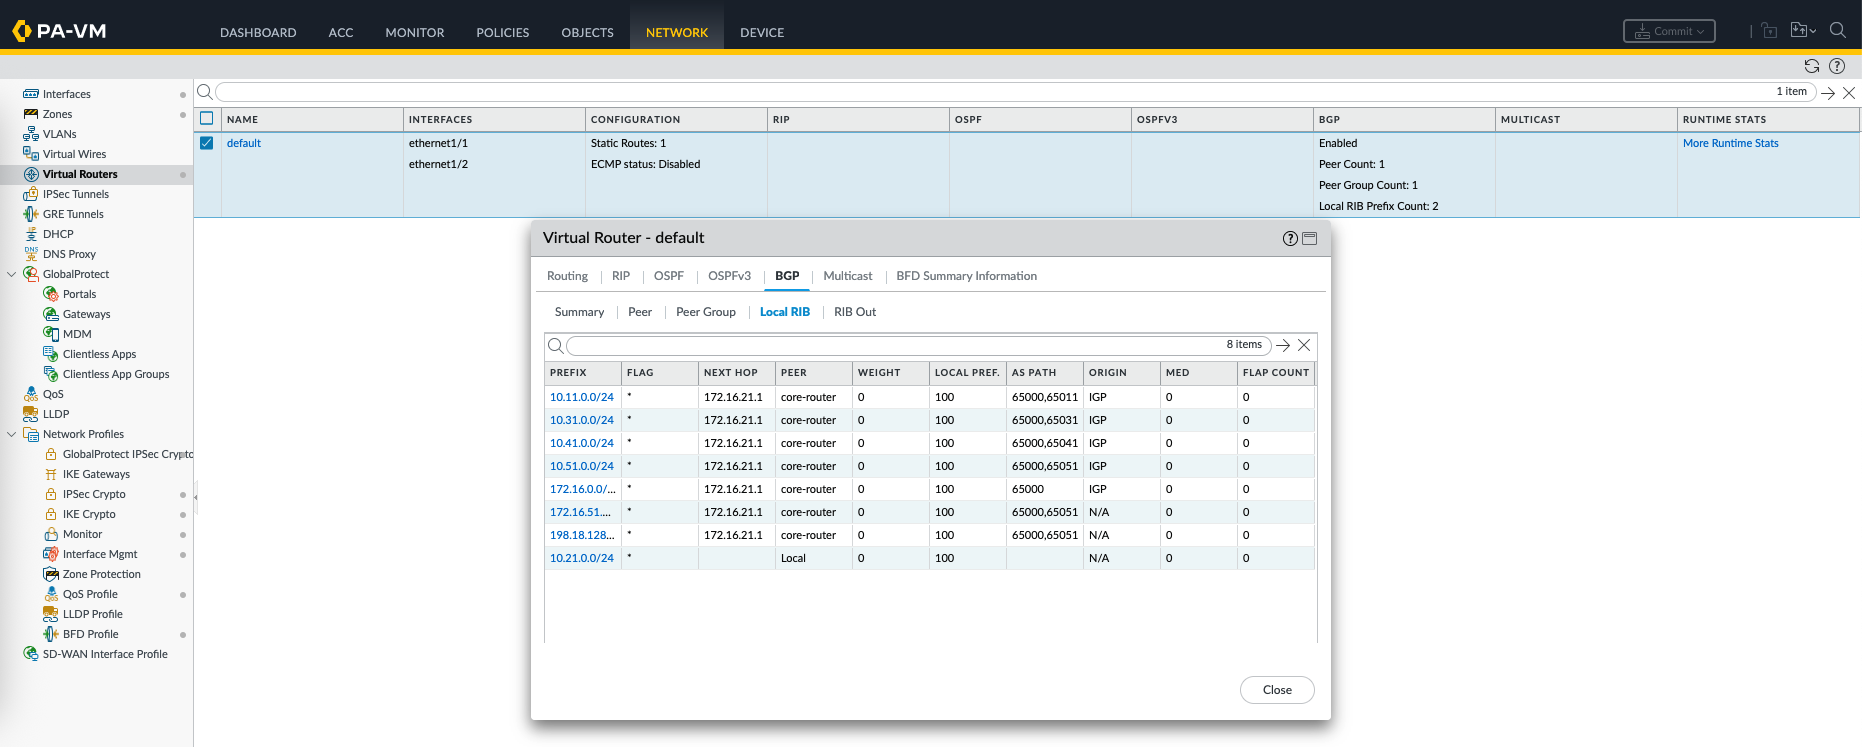 PA-VM
DASHBOARD ACC MONITOR POLICIES OBJECTS NETWORK DEVICE
Commit
Interfaces
Zones
VLANs
Virtual Wires
Virtual Routers
IPSec Tunnels
GRE Tunnels
DHCP
DNS Proxy
GlobalProtect
Portals
Gateways
MDM
Clientless Apps
Clientless App Groups
QoS
LLDP
Network Profiles
GlobalProtect IPSec Crypto
IKE Gateways
IPSec Crypto
IKE Crypto
Monitor
Interface Mgmt
Zone Protection
QoS Profile
LLDP Profile
BFD Profile
SD-WAN Interface Profile
1 item
NAME INTERFACES CONFIGURATION RIP OSPF OSPFV3 BGP MULTICAST RUNTIME STATS
default ethernet1/1 Static Routes: 1 Enabled More Runtime Stats
ethernet1/2 ECMP status: Disabled Peer Count: 1
Peer Group Count: 1
Local RIB Prefix Count: 2
Virtual Router - default
Routing RIP OSPF OSPFv3 BGP Multicast BFD Summary Information
Summary Peer Peer Group Local RIB RIB Out
8 items
PREFIX FLAG NEXT HOP PEER WEIGHT LOCAL PREF. AS PATH ORIGIN MED FLAP COUNT
10.11.0.0/24 * 172.16.21.1 core-router 0 100 65000,65011 IGP 0 0
10.31.0.0/24 * 172.16.21.1 core-router 0 100 65000,65031 IGP 0 0
10.41.0.0/24 * 172.16.21.1 core-router 0 100 65000,65041 IGP 0 0
10.51.0.0/24 * 172.16.21.1 core-router 0 100 65000,65051 IGP 0 0
172.16.0.0/... * 172.16.21.1 core-router 0 100 65000 IGP 0 0
172.16.51.... * 172.16.21.1 core-router 0 100 65000,65051 N/A 0 0
198.18.128... * 172.16.21.1 core-router 0 100 65000,65051 N/A 0 0
10.21.0.0/24 * Local 0 100 N/A 0 0
Close